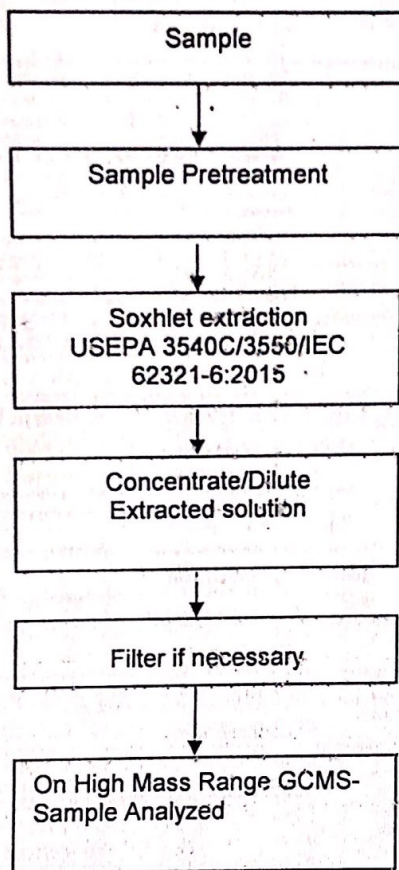 Sample
Sample Pretreatment
Soxhlet extraction
USEPA 3540C/3550/IEC
62321-6:2015
Concentrate/Dilute
Extracted solution
Filter if necessary
On High Mass Range GCMS-
Sample Analyzed